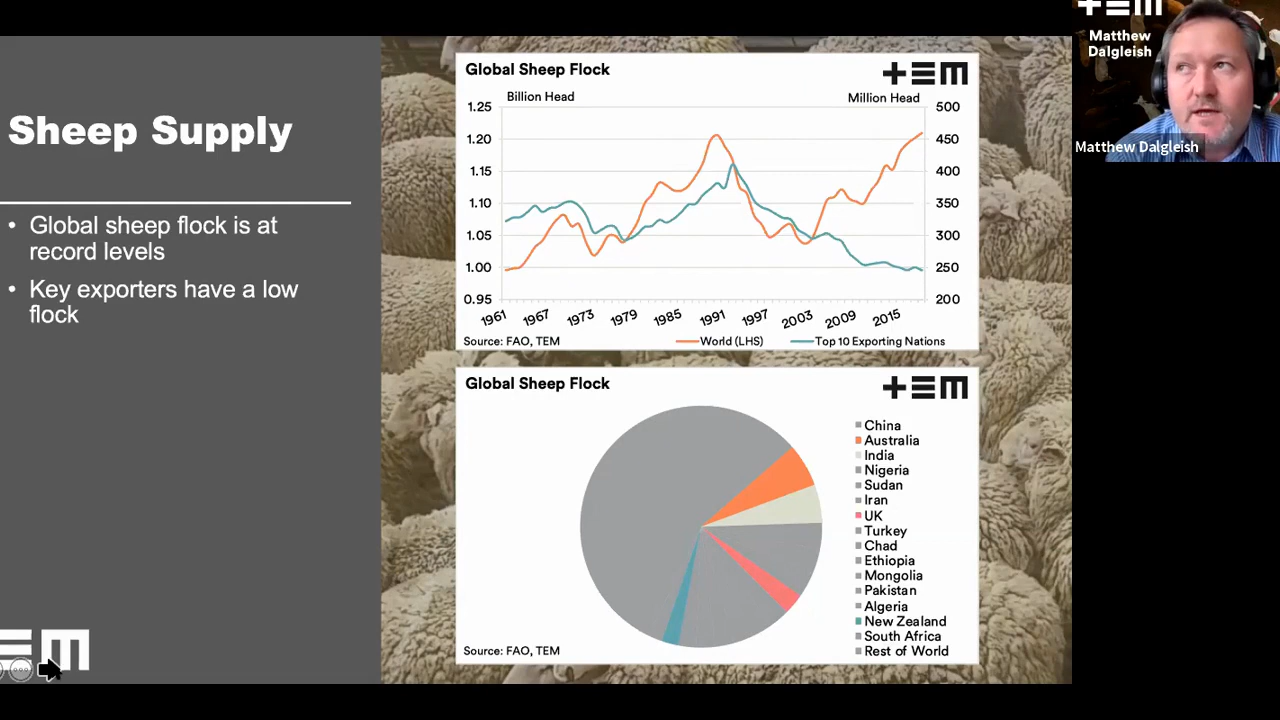 Sheep Supply
• Global sheep flock is at
record levels
• Key exporters have a low
flock
Global Sheep Flock
Billion Head
Million Head
1.25
1.20
1.15
1.10
1.05
1.00
0.95
500
450
400
350
300
250
200
1961
1967
1973
1979
1985
1991
1997
2003
2009
2015
Source: FAO, TEM
World (LHS)
Top 10 Exporting Nations
Global Sheep Flock
China
Australia
India
Nigeria
Sudan
Iran
UK
Turkey
Chad
Ethiopia
Mongolia
Pakistan
Algeria
New Zealand
South Africa
Rest of World
Source: FAO, TEM
Matthew
Dalgleish
Matthew Dalgleish